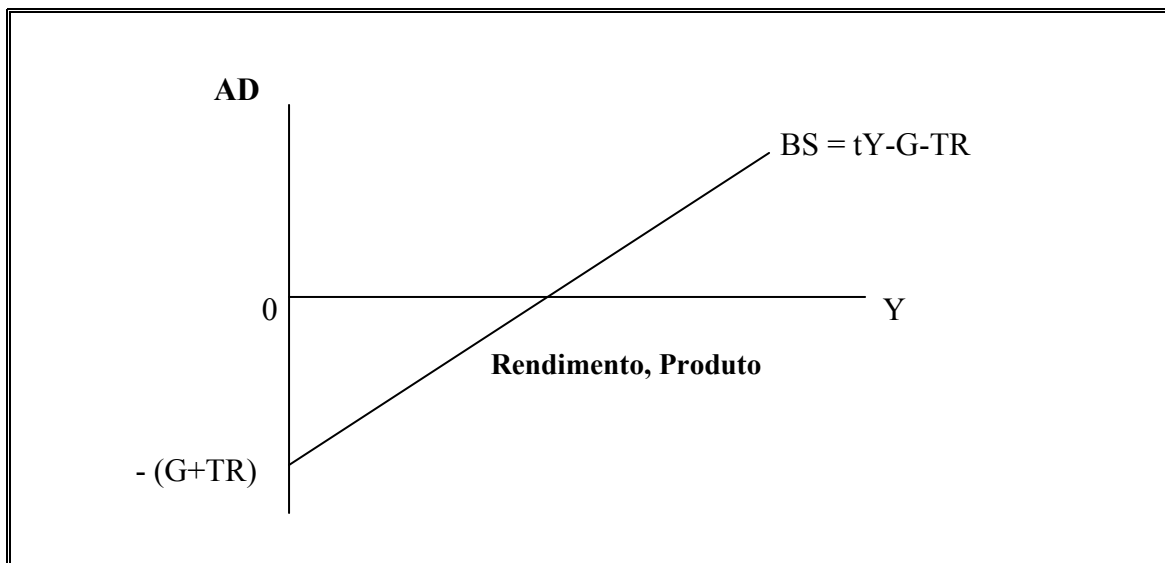 AD
BS = tY-G-TR
0
Y
Rendimento, Produto
- (G+TR)